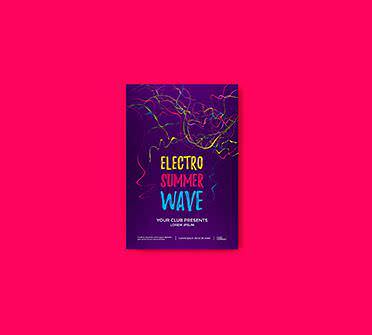 ELECTRO
SUMMER
WAVE
YOUR CLUB PRESENTS
LOREM IPSUM